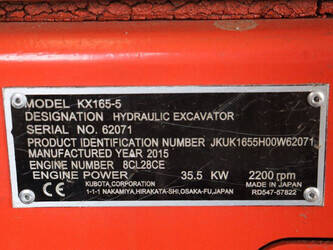 MODEL KX165-5
DESIGNATION HYDRAULIC EXCAVATOR
SERIAL NO. 62071
PRODUCT IDENTIFICATION NUMBER JKUK1655H00W62071
MANUFACTURED YEAR 2015
ENGINE NUMBER 8CL28CE
ENGINE POWER 35.5 KW 2200 rpm
CE KUBOTA CORPORATION MADE IN JAPAN
1-1-1 NAKAMIYA, HIRAKATA-SHI, OSAKA-FU, JAPAN RD547-57822